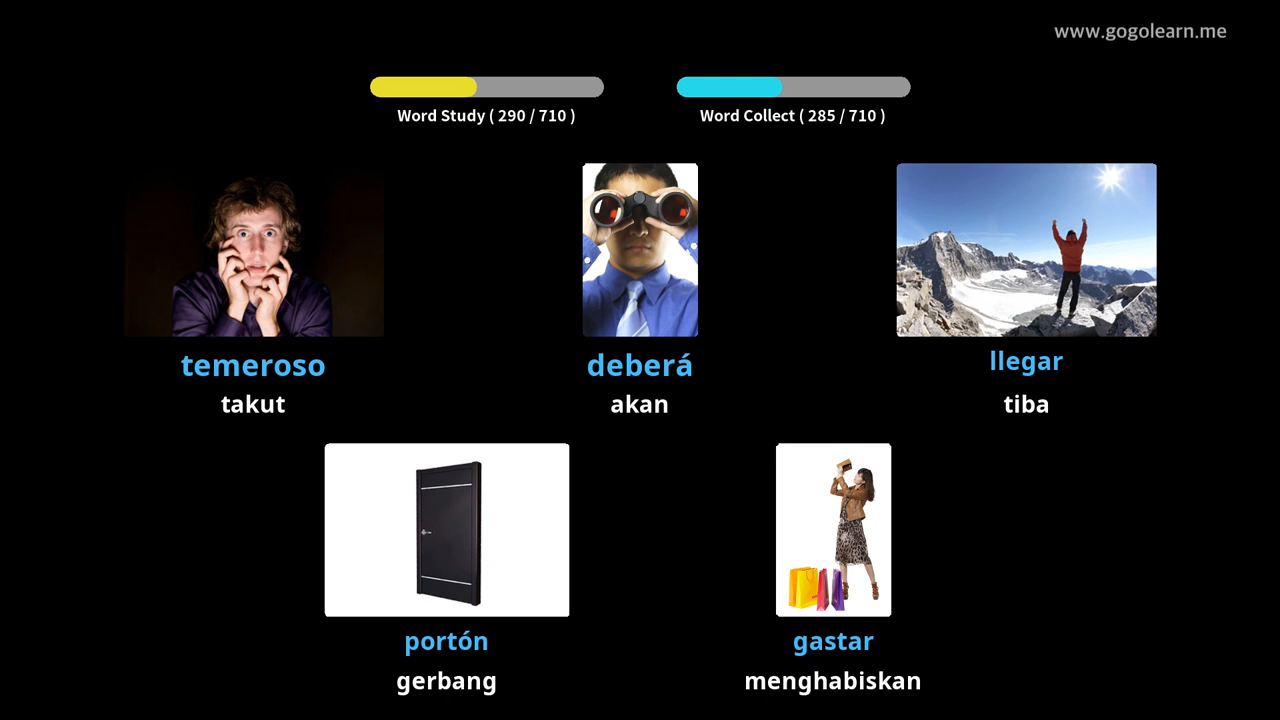 www.gogolearn.me
Word Study ( 290 / 710 )
Word Collect ( 285 / 710 )
temeroso
takut
deberá
akan
llegar
tiba
portón
gerbang
gastar
menghabiskan